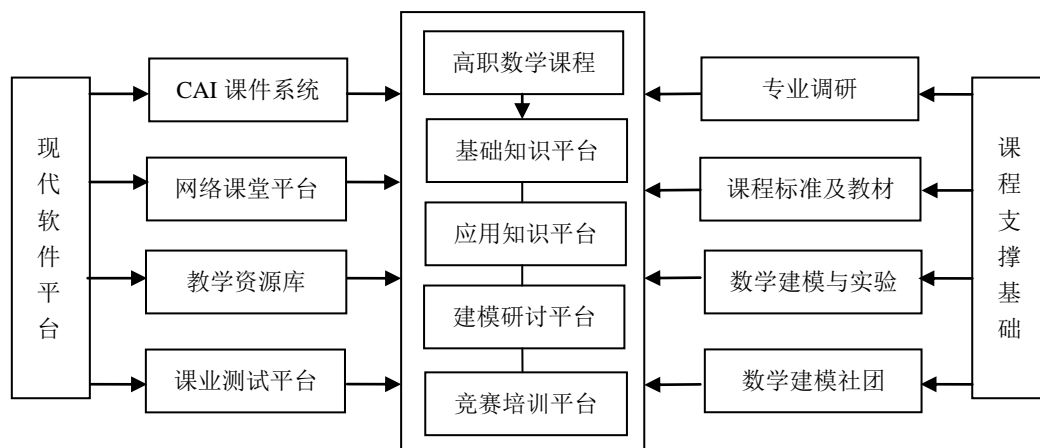 现代软件平台
CAI 课件系统
网络课堂平台
教学资源库
课业测试平台
高职数学课程
基础知识平台
应用知识平台
建模研讨平台
竞赛培训平台
专业调研
课程标准及教材
数学建模与实验
数学建模社团
课程支撑基础